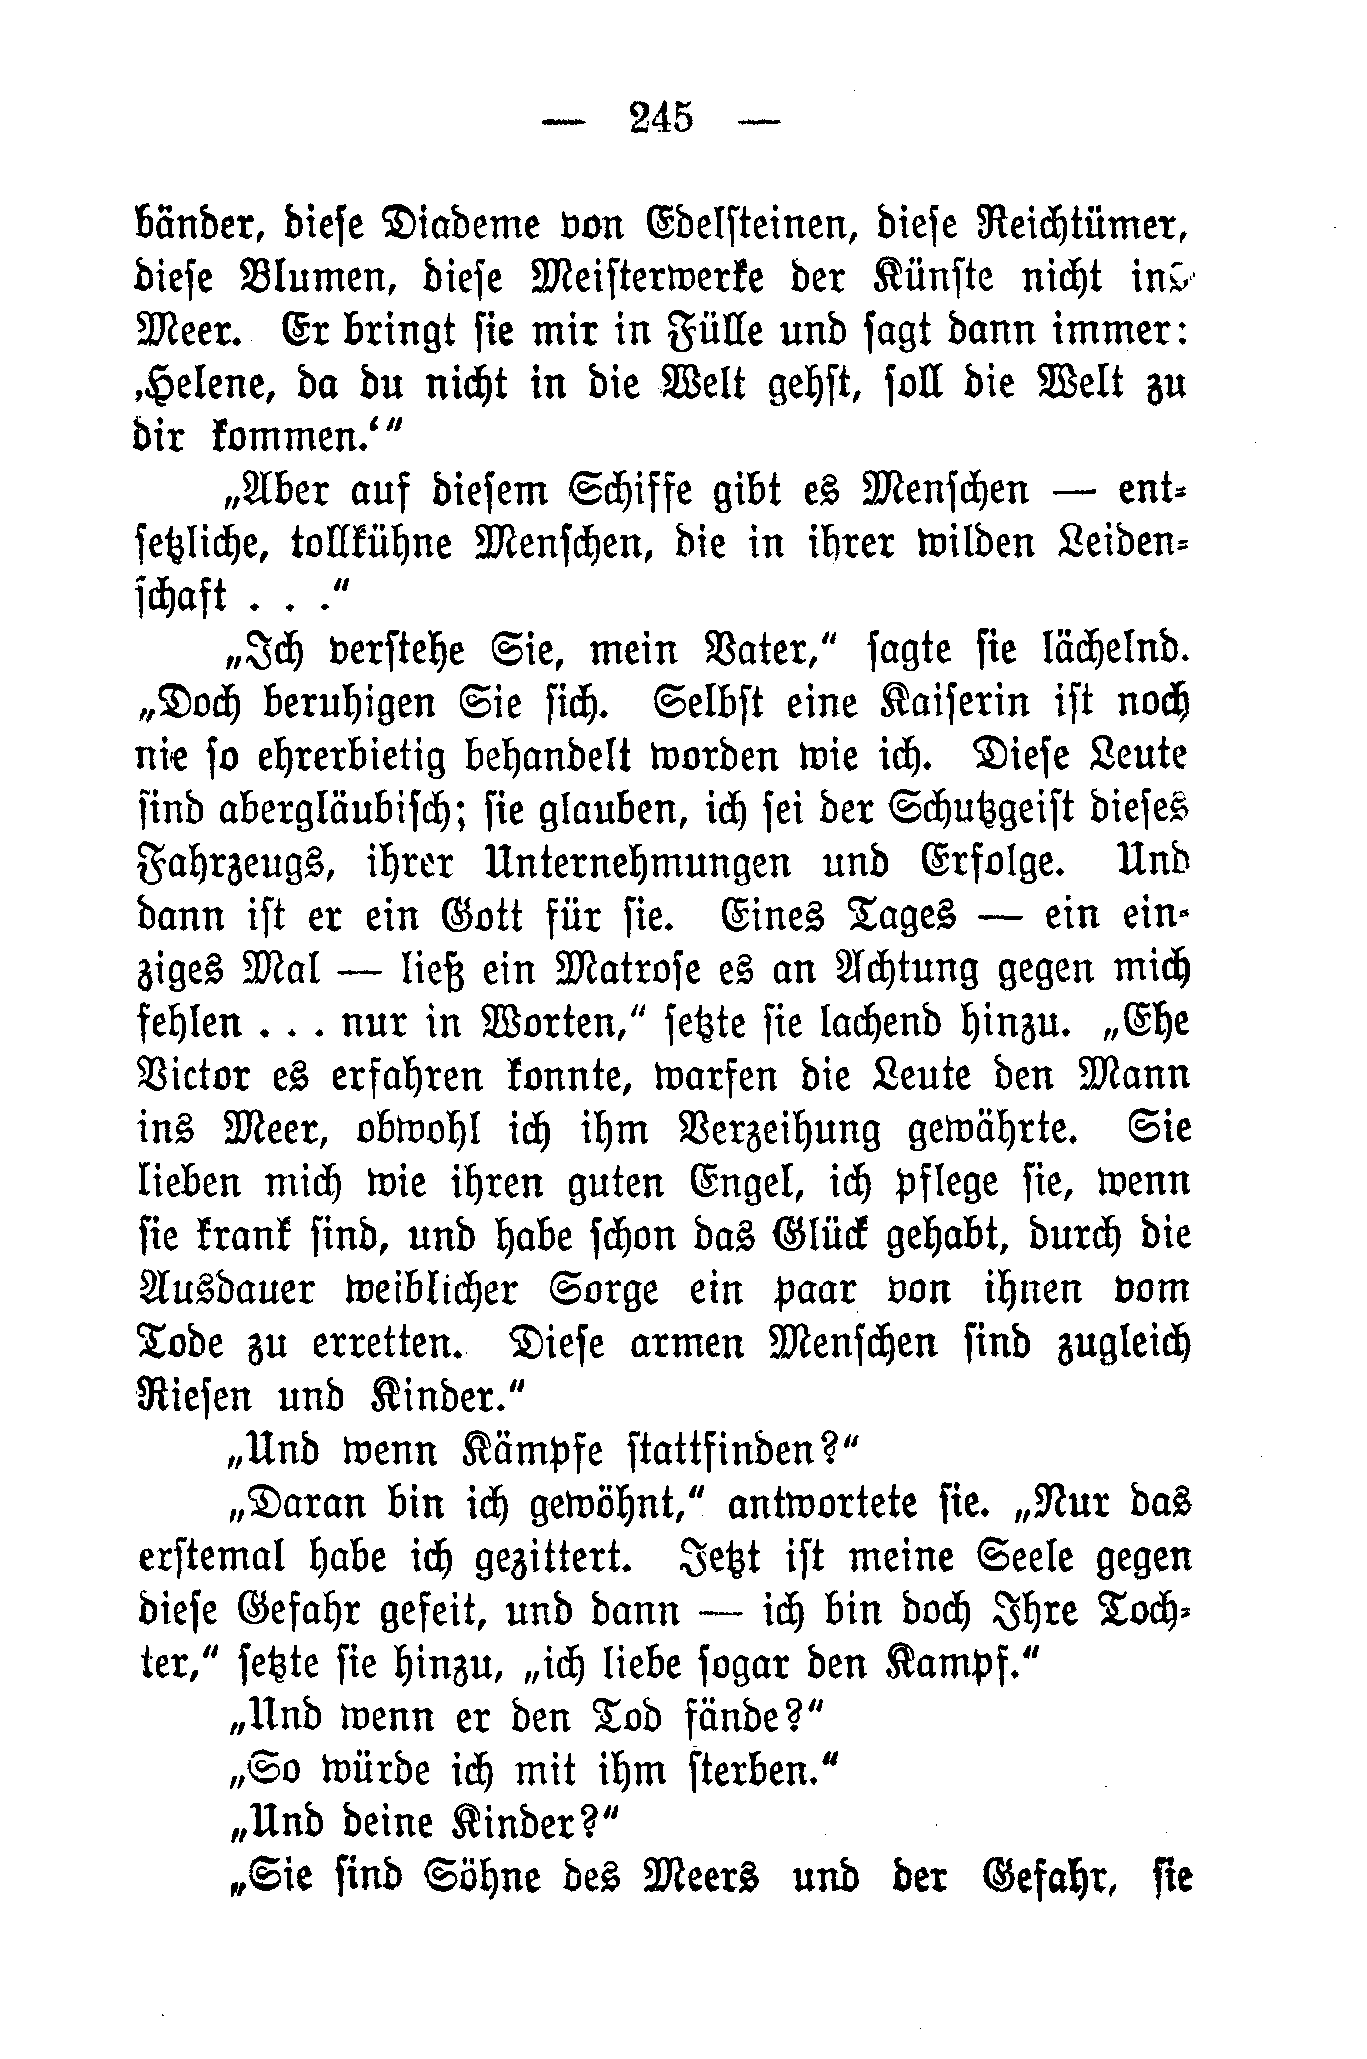 — 245 —
bänder, diese Diademe von Edelsteinen, diese Reichtümer,
diese Blumen, diese Meisterwerke der Künste nicht ins
Meer. Er bringt sie mir in Fülle und sagt dann immer:
‚Helene, da du nicht in die Welt gehst, soll die Welt zu
dir kommen.‘“
„Aber auf diesem Schiffe gibt es Menschen — ent-
setzliche, tollkühne Menschen, die in ihrer wilden Leiden-
schaft . . .“
„Ich verstehe Sie, mein Vater,“ sagte sie lächelnd.
„Doch beruhigen Sie sich. Selbst eine Kaiserin ist noch
nie so ehrerbietig behandelt worden wie ich. Diese Leute
sind abergläubisch; sie glauben, ich sei der Schutzgeist dieses
Fahrzeugs, ihrer Unternehmungen und Erfolge. Und
dann ist er ein Gott für sie. Eines Tages — ein ein-
ziges Mal — ließ ein Matrose es an Achtung gegen mich
fehlen . . . nur in Worten,“ setzte sie lachend hinzu. „Ehe
Victor es erfahren konnte, warfen die Leute den Mann
ins Meer, obwohl ich ihm Verzeihung gewährte. Sie
lieben mich wie ihren guten Engel, ich pflege sie, wenn
sie krank sind, und habe schon das Glück gehabt, durch die
Ausdauer weiblicher Sorge ein paar von ihnen vom
Tode zu erretten. Diese armen Menschen sind zugleich
Riesen und Kinder.“
„Und wenn Kämpfe stattfinden?“
„Daran bin ich gewöhnt,“ antwortete sie. „Nur das
erstemal habe ich gezittert. Jetzt ist meine Seele gegen
diese Gefahr gefeit, und dann — ich bin doch Ihre Toch-
ter,“ setzte sie hinzu, „ich liebe sogar den Kampf.“
„Und wenn er den Tod fände?“
„So würde ich mit ihm sterben.“
„Und deine Kinder?“
„Sie sind Söhne des Meers und der Gefahr, sie